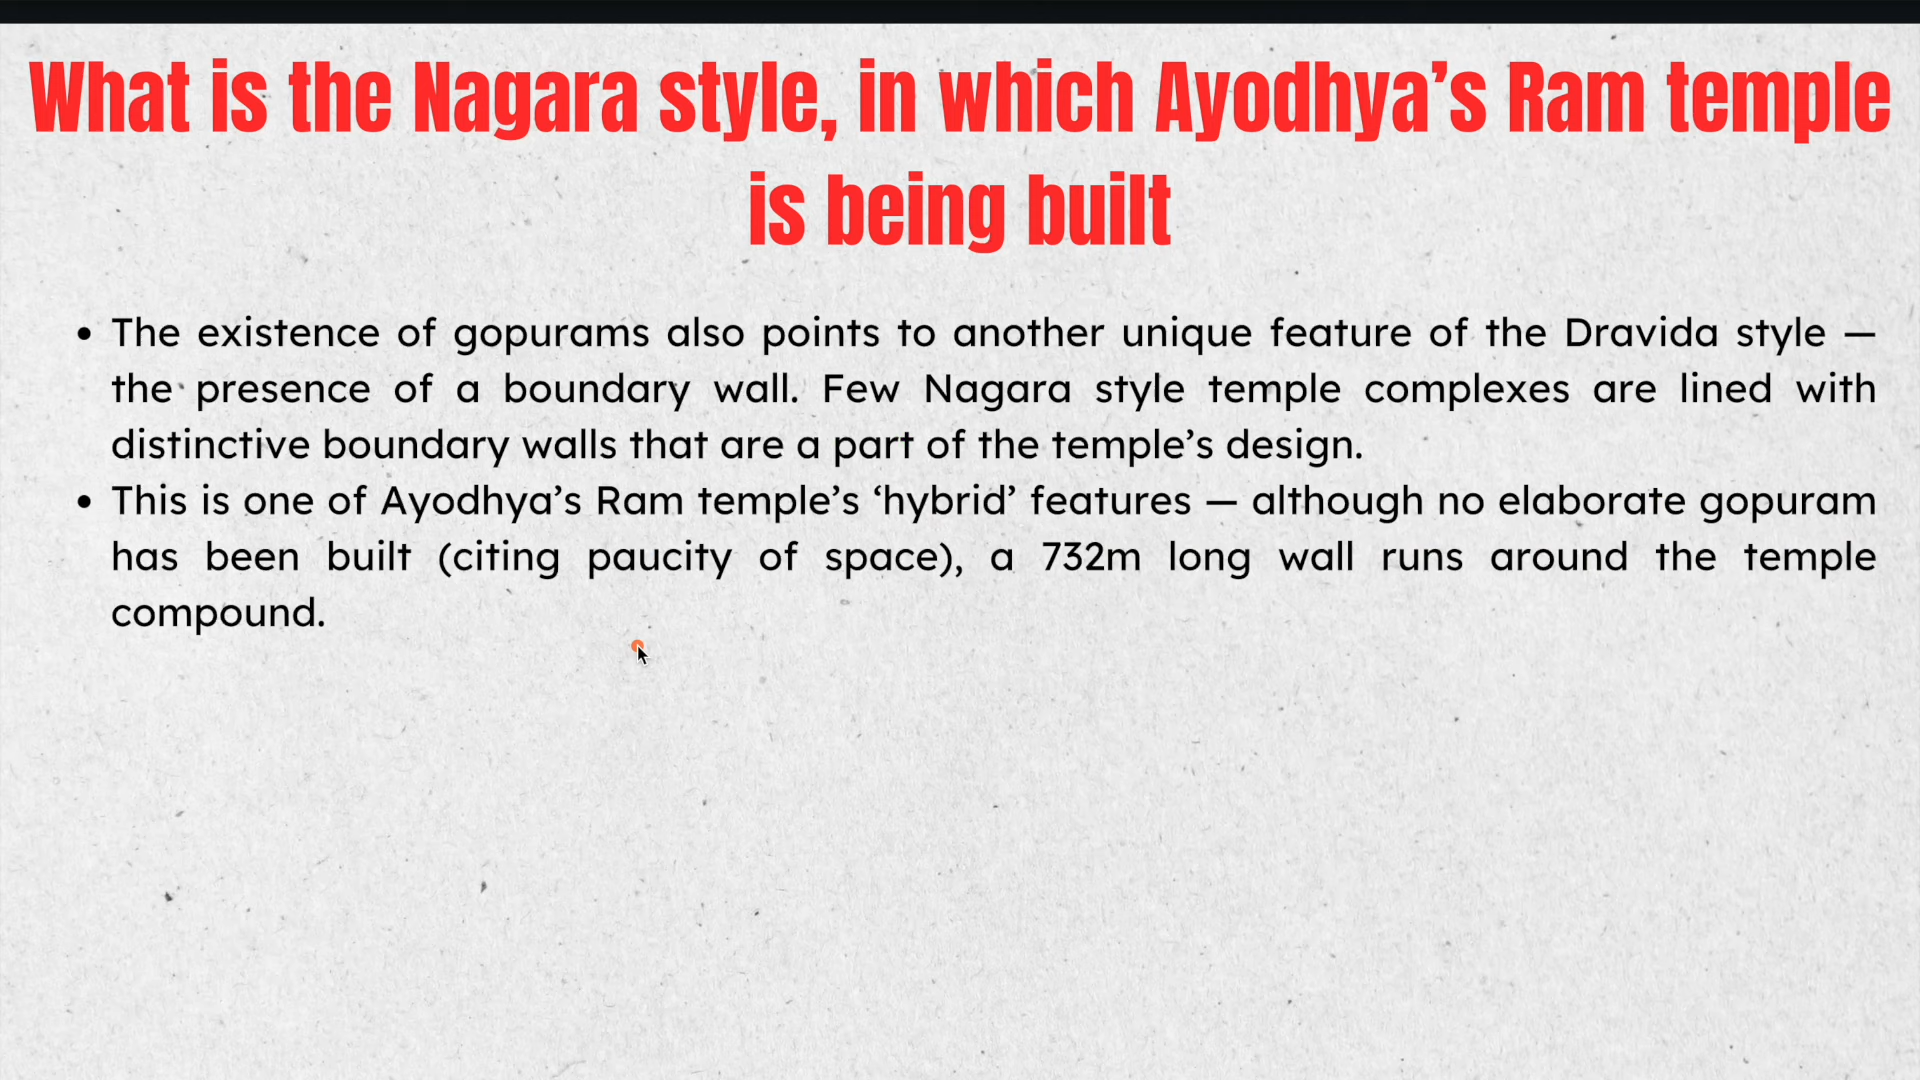 What is the Nagara style, in which Ayodhya’s Ram temple
is being built
• The existence of gopurams also points to another unique feature of the Dravida style —
the presence of a boundary wall. Few Nagara style temple complexes are lined with
distinctive boundary walls that are a part of the temple’s design.
• This is one of Ayodhya’s Ram temple’s ‘hybrid’ features — although no elaborate gopuram
has been built (citing paucity of space), a 732m long wall runs around the temple
compound.